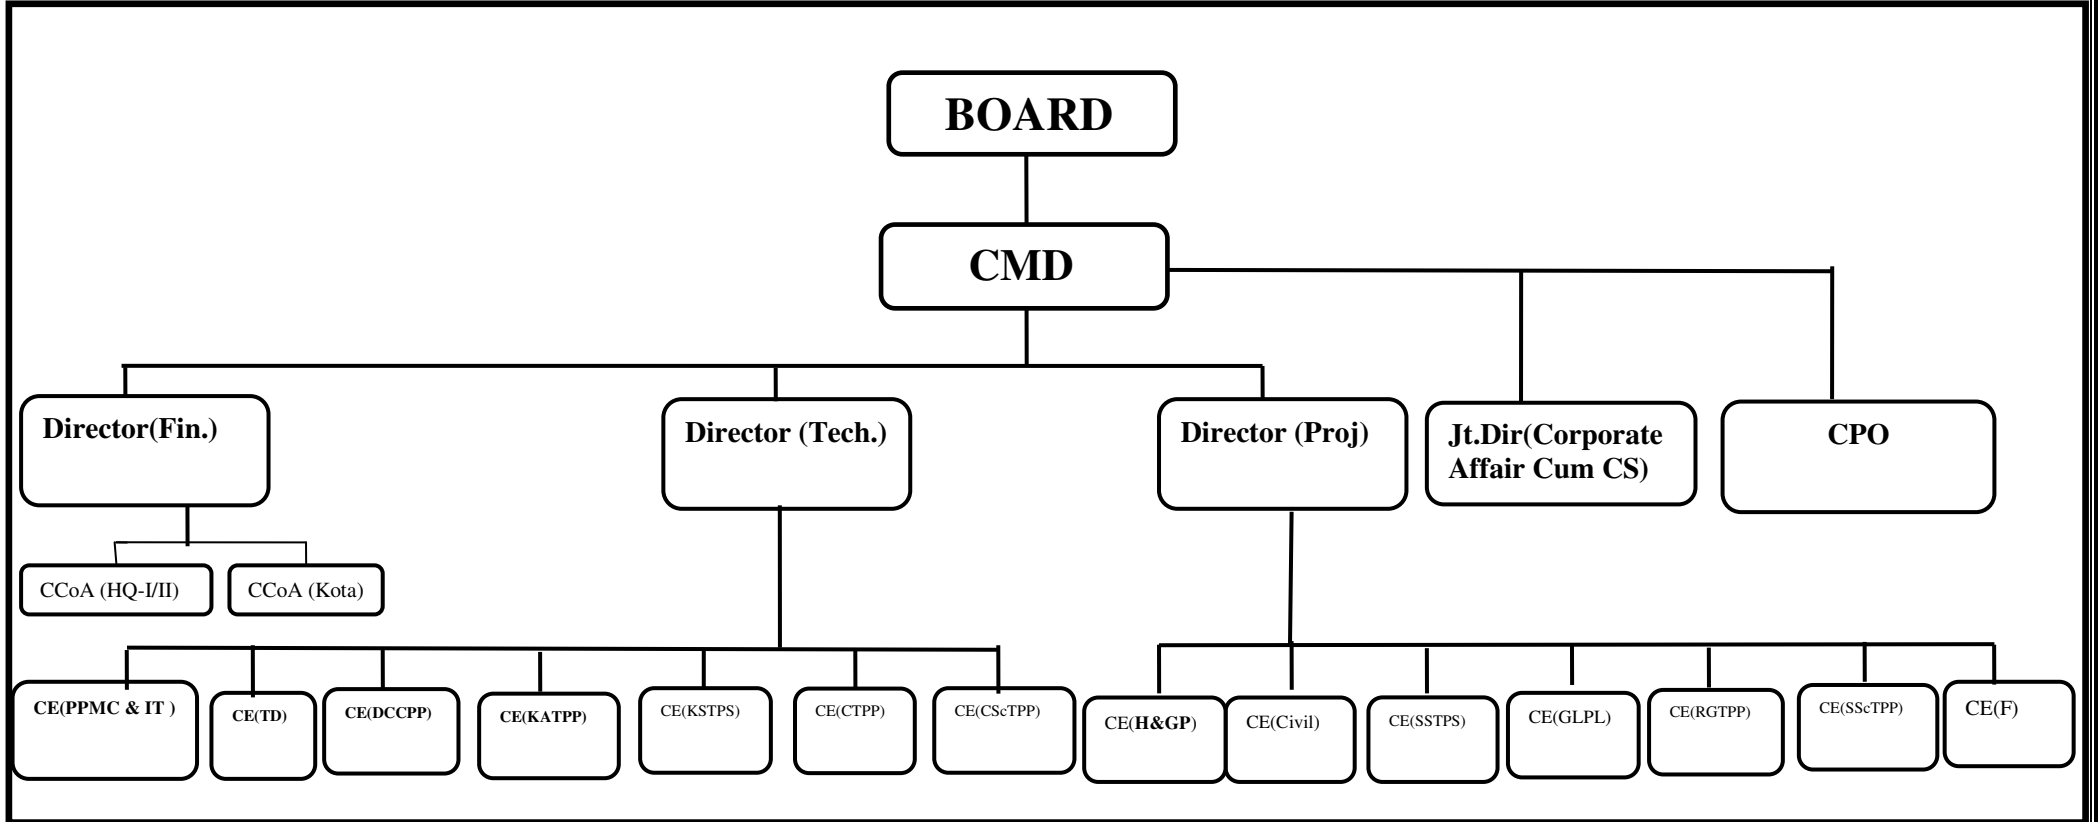 BOARD
CMD
Director(Fin.)
Director (Tech.)
Director (Proj)
Jt.Dir(Corporate
Affair Cum CS)
CPO
CCoA (HQ-I/II)
CCoA (Kota)
CE(PPMC & IT )
CE(TD)
CE(DCCPP)
CE(KATPP)
CE(KSTPS)
CE(CTPP)
CE(CScTPP)
CE(H&GP)
CE(Civil)
CE(SSTPS)
CE(GLPL)
CE(RGTPP)
CE(SScTPP)
CE(F)